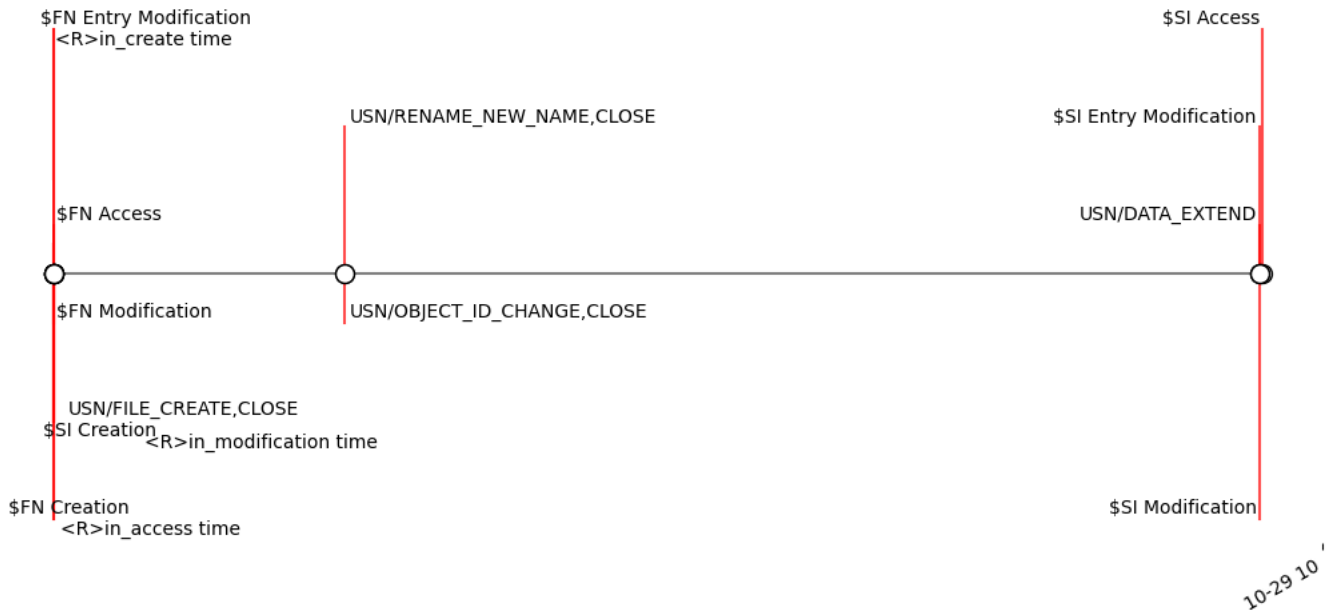 $FN Entry Modification
<R>in_create time
$SI Access
USN/RENAME_NEW_NAME,CLOSE
$SI Entry Modification
$FN Access
USN/DATA_EXTEND
$FN Modification
USN/OBJECT_ID_CHANGE,CLOSE
USN/FILE_CREATE,CLOSE
$SI Creation
<R>in_modification time
$FN Creation
$SI Modification
<R>in_access time
10-29 10